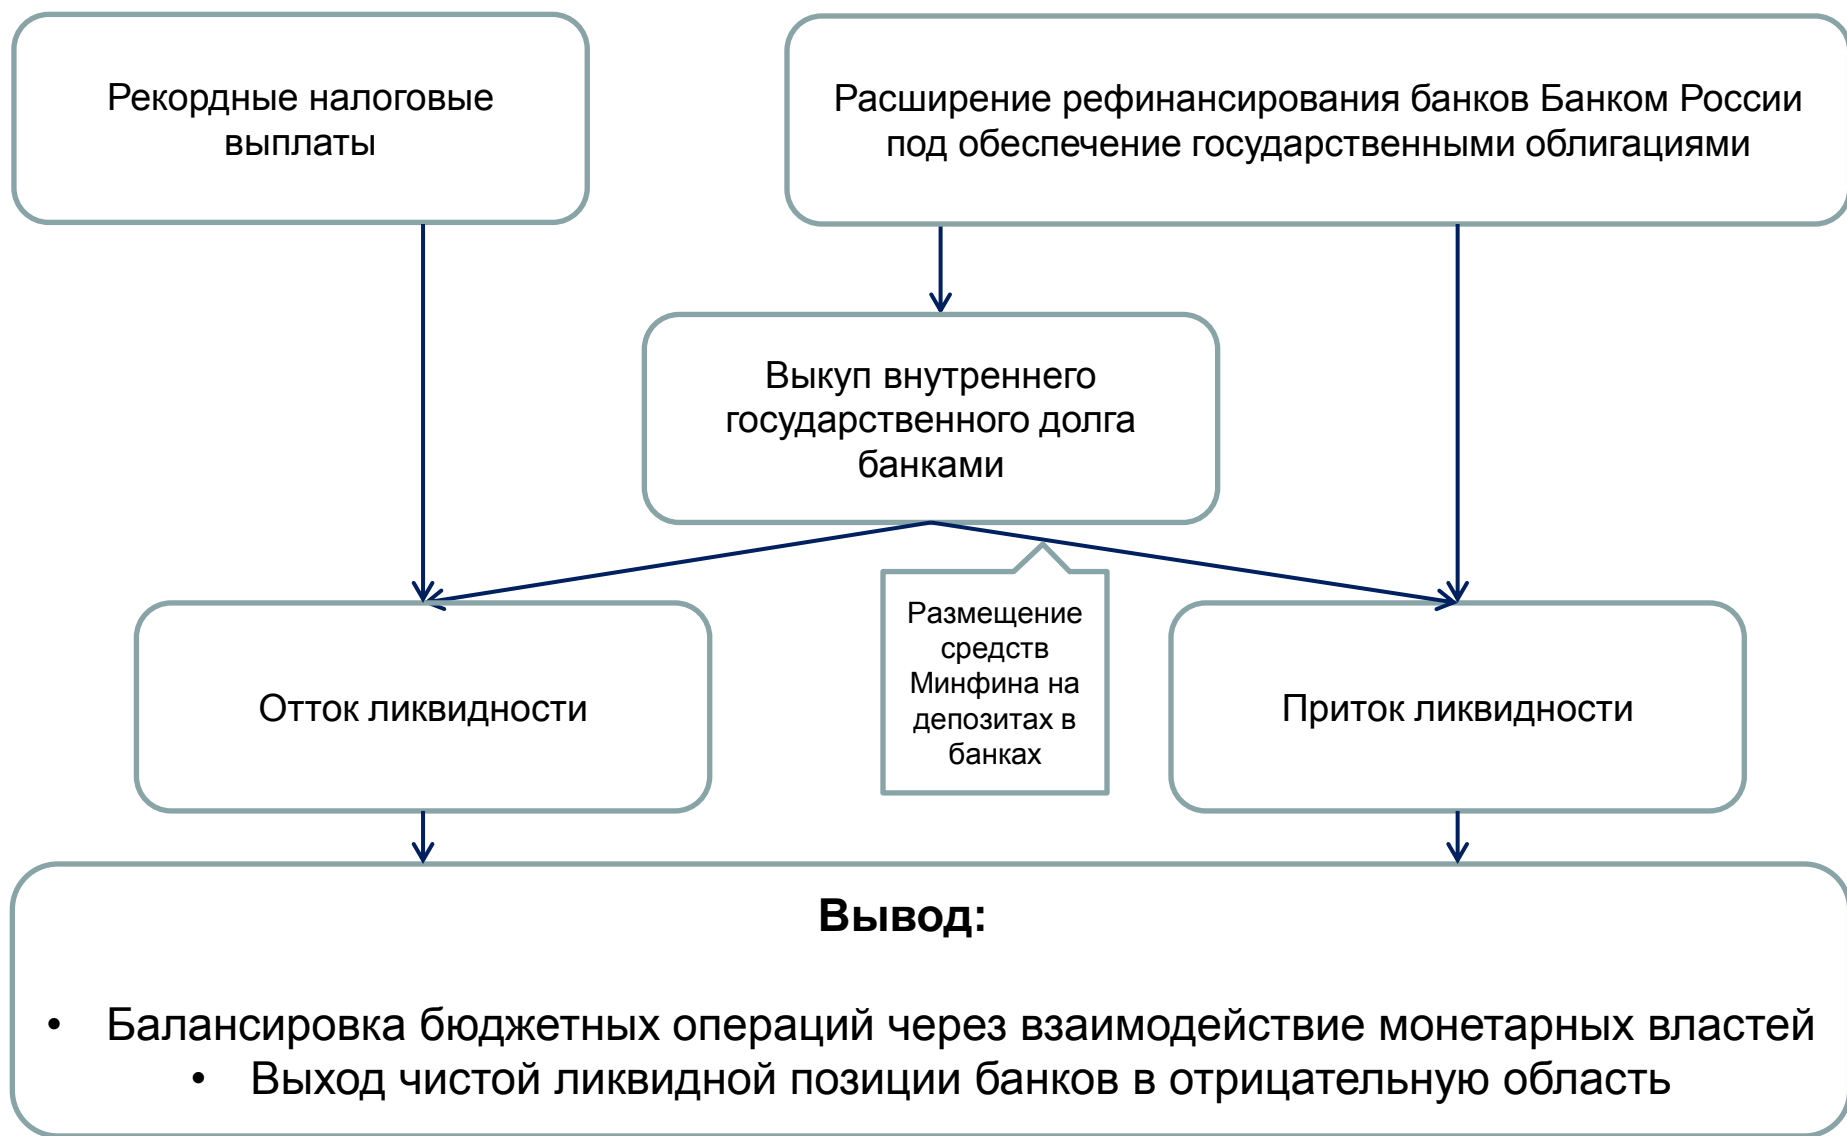 Рекордные налоговые
выплаты
Расширение рефинансирования банков Банком России
под обеспечение государственными облигациями
Выкуп внутреннего
государственного долга
банками
Размещение
средств
Минфина на
депозитах в
банках
Отток ликвидности
Приток ликвидности
Вывод:
• Балансировка бюджетных операций через взаимодействие монетарных властей
• Выход чистой ликвидной позиции банков в отрицательную область